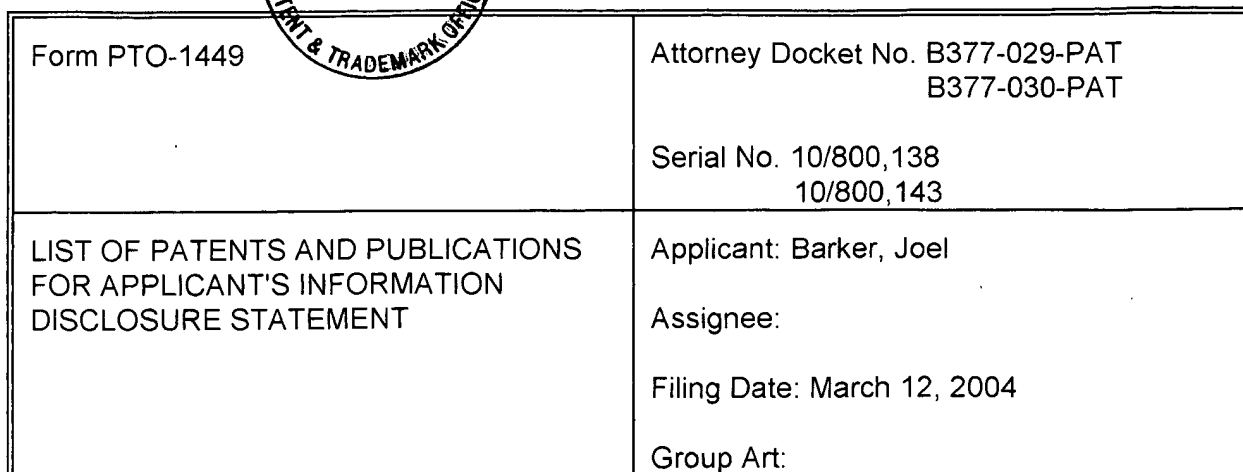 Form PTO-1449
& TRADEMARK
Attorney Docket No. B377-029-PAT
B377-030-PAT
Serial No. 10/800,138
10/800,143
LIST OF PATENTS AND PUBLICATIONS
FOR APPLICANT'S INFORMATION
DISCLOSURE STATEMENT
Applicant: Barker, Joel
Assignee:
Filing Date: March 12, 2004
Group Art: